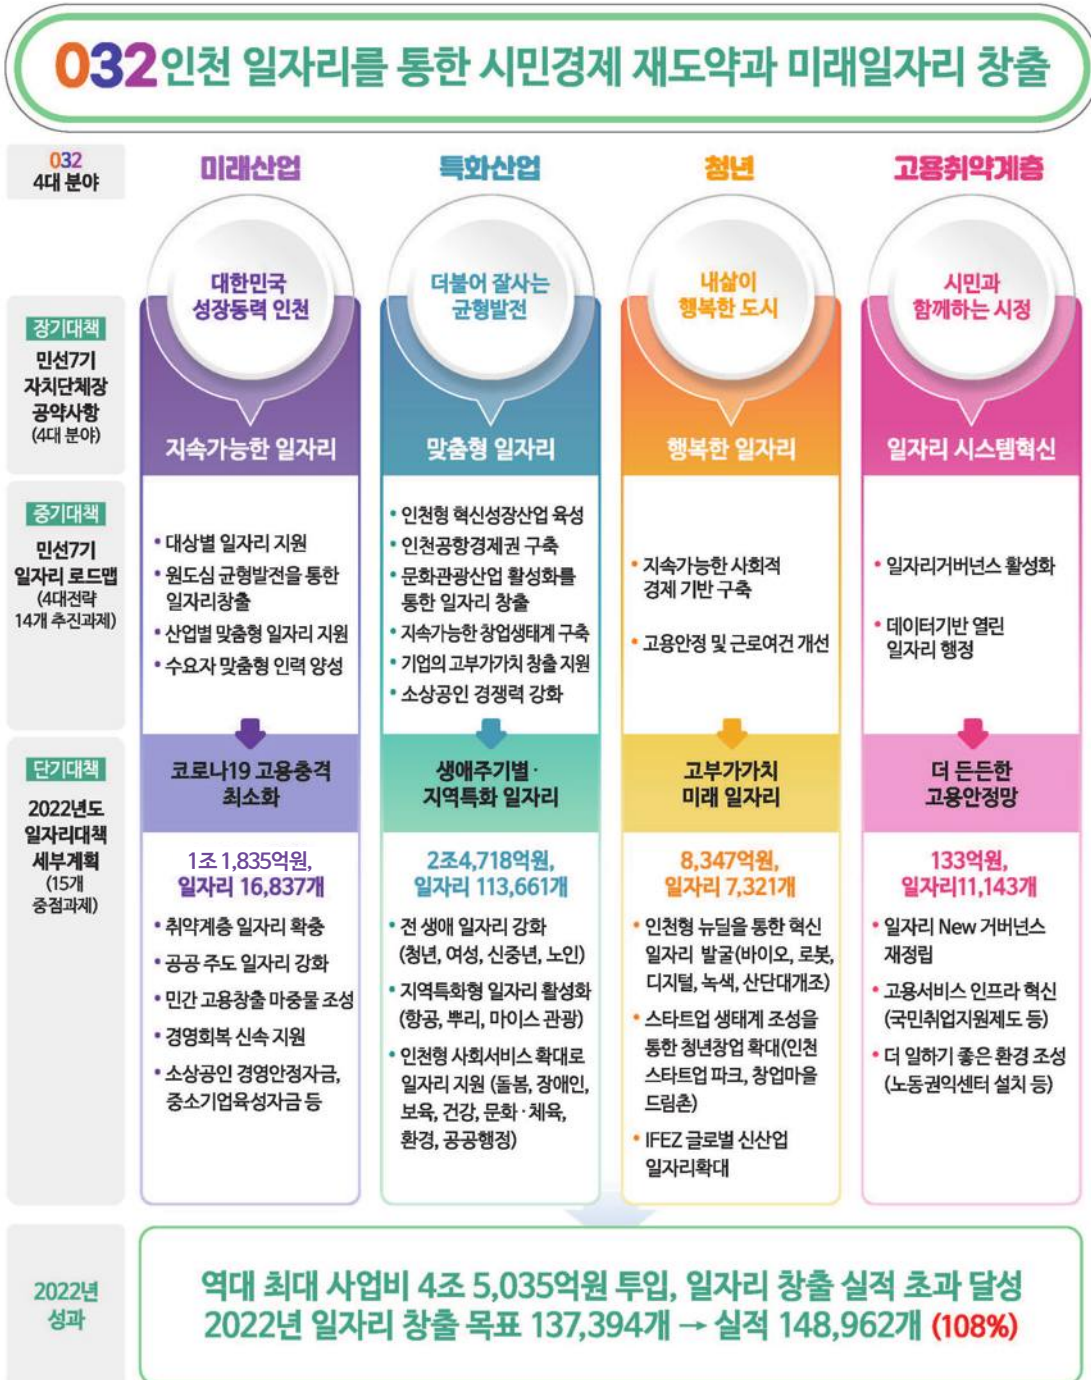 032인천 일자리를 통한 시민경제 재도약과 미래일자리 창출
032
4대 분야
미래산업
특화산업
청년
고용취약계층
대한민국
성장동력 인천
더불어 잘사는
균형발전
내삶이
행복한 도시
시민과
함께하는 시정
장기대책
민선7기
자치단체장
공약사항
(4대 분야)
지속가능한 일자리
맞춤형 일자리
행복한 일자리
일자리 시스템혁신
중기대책
민선7기
일자리 로드맵
(4대전략
14개 추진과제)
• 대상별 일자리 지원
• 원도심 균형발전을 통한
일자리창출
• 산업별 맞춤형 일자리 지원
• 수요자 맞춤형 인력 양성
• 인천형 혁신성장산업 육성
• 인천공항경제권 구축
• 문화관광산업 활성화를
통한 일자리 창출
• 지속가능한 창업생태계 구축
• 기업의 고부가가치 창출 지원
• 소상공인 경쟁력 강화
• 지속가능한 사회적
경제 기반 구축
• 고용안정 및 근로여건 개선
• 일자리거버넌스 활성화
• 데이터기반 열린
일자리 행정
단기대책
2022년도
일자리대책
세부계획
(15개
중점과제)
코로나19 고용충격
최소화
1조 1,835억원,
일자리 16,837개
• 취약계층 일자리 확충
• 공공 주도 일자리 강화
• 민간 고용창출 마중물 조성
• 경영회복 신속 지원
• 소상공인 경영안정자금,
중소기업육성자금 등
생애주기별·
지역특화 일자리
2조4,718억원,
일자리 113,661개
• 전 생애 일자리 강화
(청년, 여성, 신중년, 노인)
• 지역특화형 일자리 활성화
(항공, 뿌리, 마이스 관광)
• 인천형 사회서비스 확대로
일자리 지원 (돌봄, 장애인,
보육, 건강, 문화·체육,
환경, 공공행정)
고부가가치
미래 일자리
8,347억원,
일자리 7,321개
• 인천형 뉴딜을 통한 혁신
일자리 발굴(바이오, 로봇,
디지털, 녹색, 산단대개조)
• 스타트업 생태계 조성을
통한 청년창업 확대(인천
스타트업 파크, 창업마을
드림촌)
• IFEZ 글로벌 신산업
일자리확대
더 든든한
고용안정망
133억원,
일자리11,143개
• 일자리 New 거버넌스
재정립
• 고용서비스 인프라 혁신
(국민취업지원제도 등)
• 더 일하기 좋은 환경 조성
(노동권익센터 설치 등)
2022년
성과
역대 최대 사업비 4조 5,035억원 투입, 일자리 창출 실적 초과 달성
2022년 일자리 창출 목표 137,394개 → 실적 148,962개 (108%)